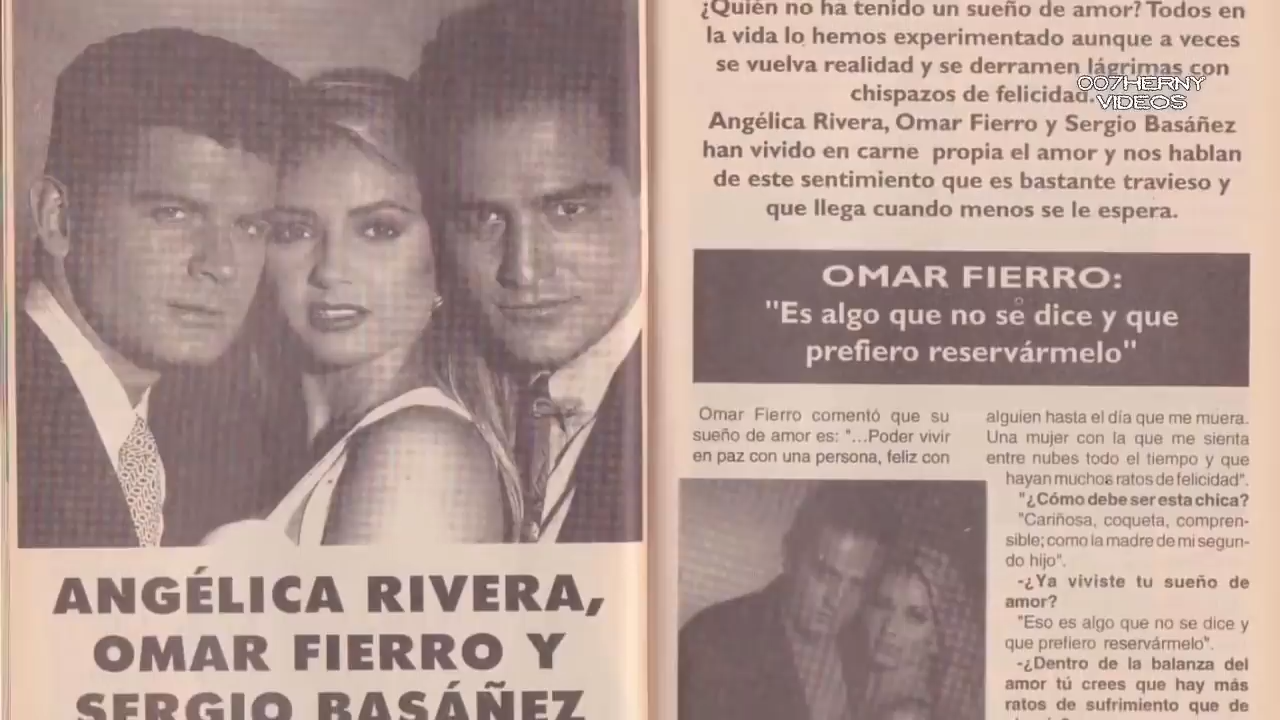 ANGÉLICA RIVERA,
OMAR FIERRO Y
SERGIO BASÁÑEZ
¿Quién no ha tenido un sueño de amor? Todos en
la vida lo hemos experimentado aunque a veces
se vuelva realidad y se derramen lágrimas con
chispazos de felicidad.
Angélica Rivera, Omar Fierro y Sergio Basáñez
han vivido en carne propia el amor y nos hablan
de este sentimiento que es bastante travieso y
que llega cuando menos se le espera.
007HERNY
VIDEOS
OMAR FIERRO:
"Es algo que no se dice y que
prefiero reservármelo"
Omar Fierro comentó que su
sueño de amor es: "...Poder vivir
en paz con una persona, feliz con
alguien hasta el día que me muera.
Una mujer con la que me sienta
entre nubes todo el tiempo y que
hayan muchos ratos de felicidad".
"¿Cómo debe ser esta chica?
"Cariñosa, coqueta, compren-
sible; como la madre de mi segun-
do hijo".
-¿Ya viviste tu sueño de
amor?
"Eso es algo que no se dice y
que prefiero reservármelo".
-¿Dentro de la balanza del
amor tú crees que hay más
ratos de sufrimiento que de